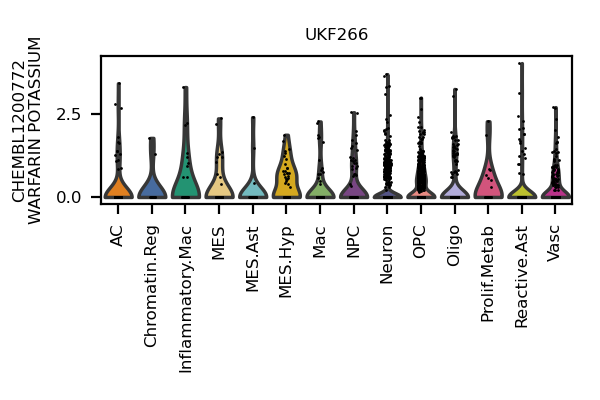 UKF266
CHEMBL1200772
WARFARIN POTASSIUM
2.5
0.0
AC
Chromatin.Reg
Inflammatory.Mac
MES
MES.Ast
MES.Hyp
Mac
NPC
Neuron
OPC
Oligo
Prolif.Metab
Reactive.Ast
Vasc